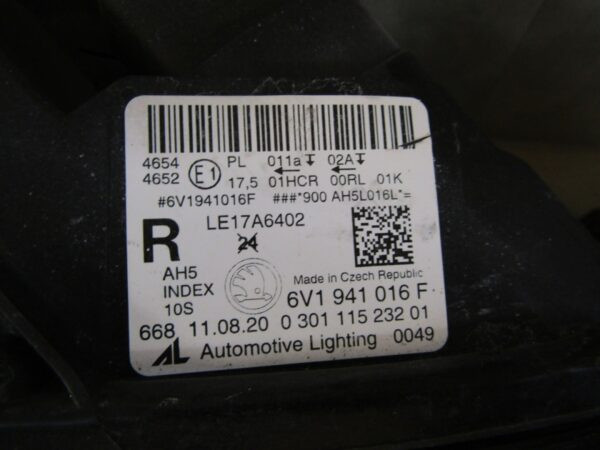 4654 E1 PL 011a 02A
4652 17,5 01HCR 00RL 01K
#6V1941016F ###*900 AH5L016L*=
R LE17A6402
24
AH5
INDEX
10S
Made in Czech Republic
6V1 941 016 F
668 11.08.20 0 301 115 232 01
AL Automotive Lighting 0049